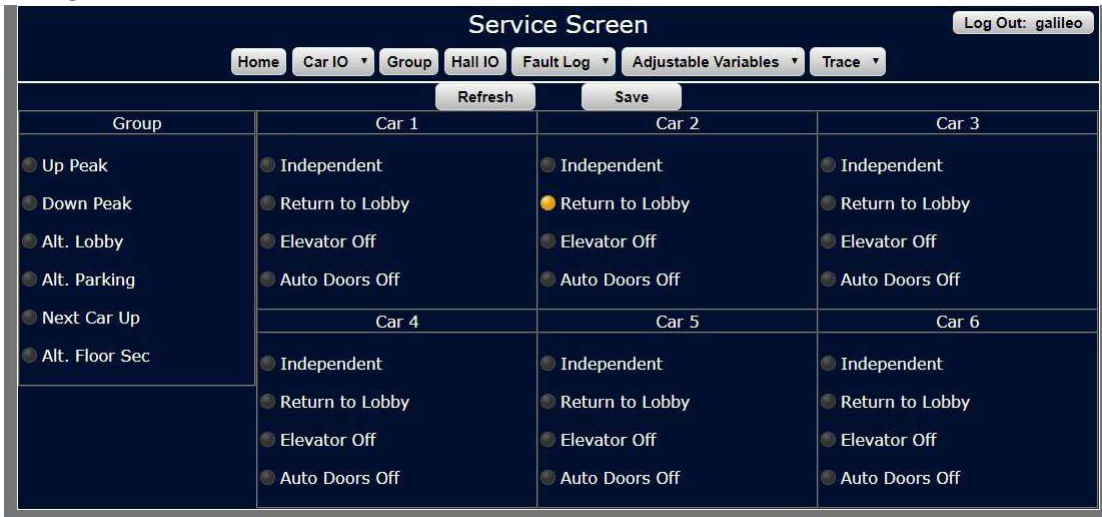 Service Screen
Log Out: galileo
Home Car IO Group Hall IO Fault Log Adjustable Variables Trace
Refresh Save
Group Car 1 Car 2 Car 3
Up Peak Independent Independent Independent
Down Peak Return to Lobby Return to Lobby Return to Lobby
Alt. Lobby Elevator Off Elevator Off Elevator Off
Alt. Parking Auto Doors Off Auto Doors Off Auto Doors Off
Next Car Up Car 4 Car 5 Car 6
Alt. Floor Sec Independent Independent Independent
Return to Lobby Return to Lobby Return to Lobby
Elevator Off Elevator Off Elevator Off
Auto Doors Off Auto Doors Off Auto Doors Off